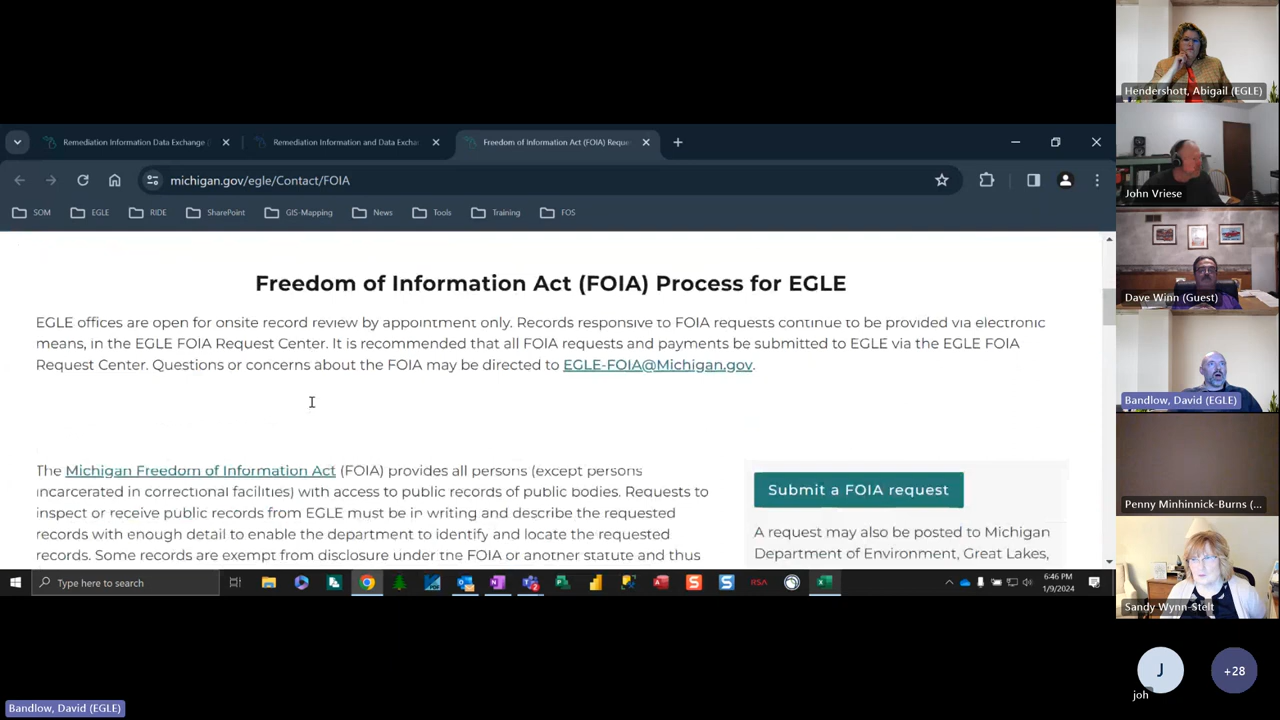 Remediation Information Data Exchange
Remediation Information and Data Exchan
Freedom of Information Act (FOIA) Reque
michigan.gov/egle/Contact/FOIA
SOM
EGLE
RIDE
SharePoint
GIS-Mapping
News
Tools
Training
FOS
Freedom of Information Act (FOIA) Process for EGLE
EGLE offices are open for onsite record review by appointment only. Records responsive to FOIA requests continue to be provided via electronic
means, in the EGLE FOIA Request Center. It is recommended that all FOIA requests and payments be submitted to EGLE via the EGLE FOIA
Request Center. Questions or concerns about the FOIA may be directed to EGLE-FOIA@Michigan.gov.
The Michigan Freedom of Information Act (FOIA) provides all persons (except persons
incarcerated in correctional facilities) with access to public records of public bodies. Requests to
inspect or receive public records from EGLE must be in writing and describe the requested
records with enough detail to enable the department to identify and locate the requested
records. Some records are exempt from disclosure under the FOIA or another statute and thus
Submit a FOIA request
A request may also be posted to Michigan
Department of Environment, Great Lakes,
Type here to search
RSA
6:46 PM
1/9/2024
Hendershott, Abigail (EGLE)
John Vriese
Dave Winn (Guest)
Bandlow, David (EGLE)
Penny Minhinnick-Burns (...
Sandy Wynn-Stelt
J
joh
+28
Bandlow, David (EGLE)